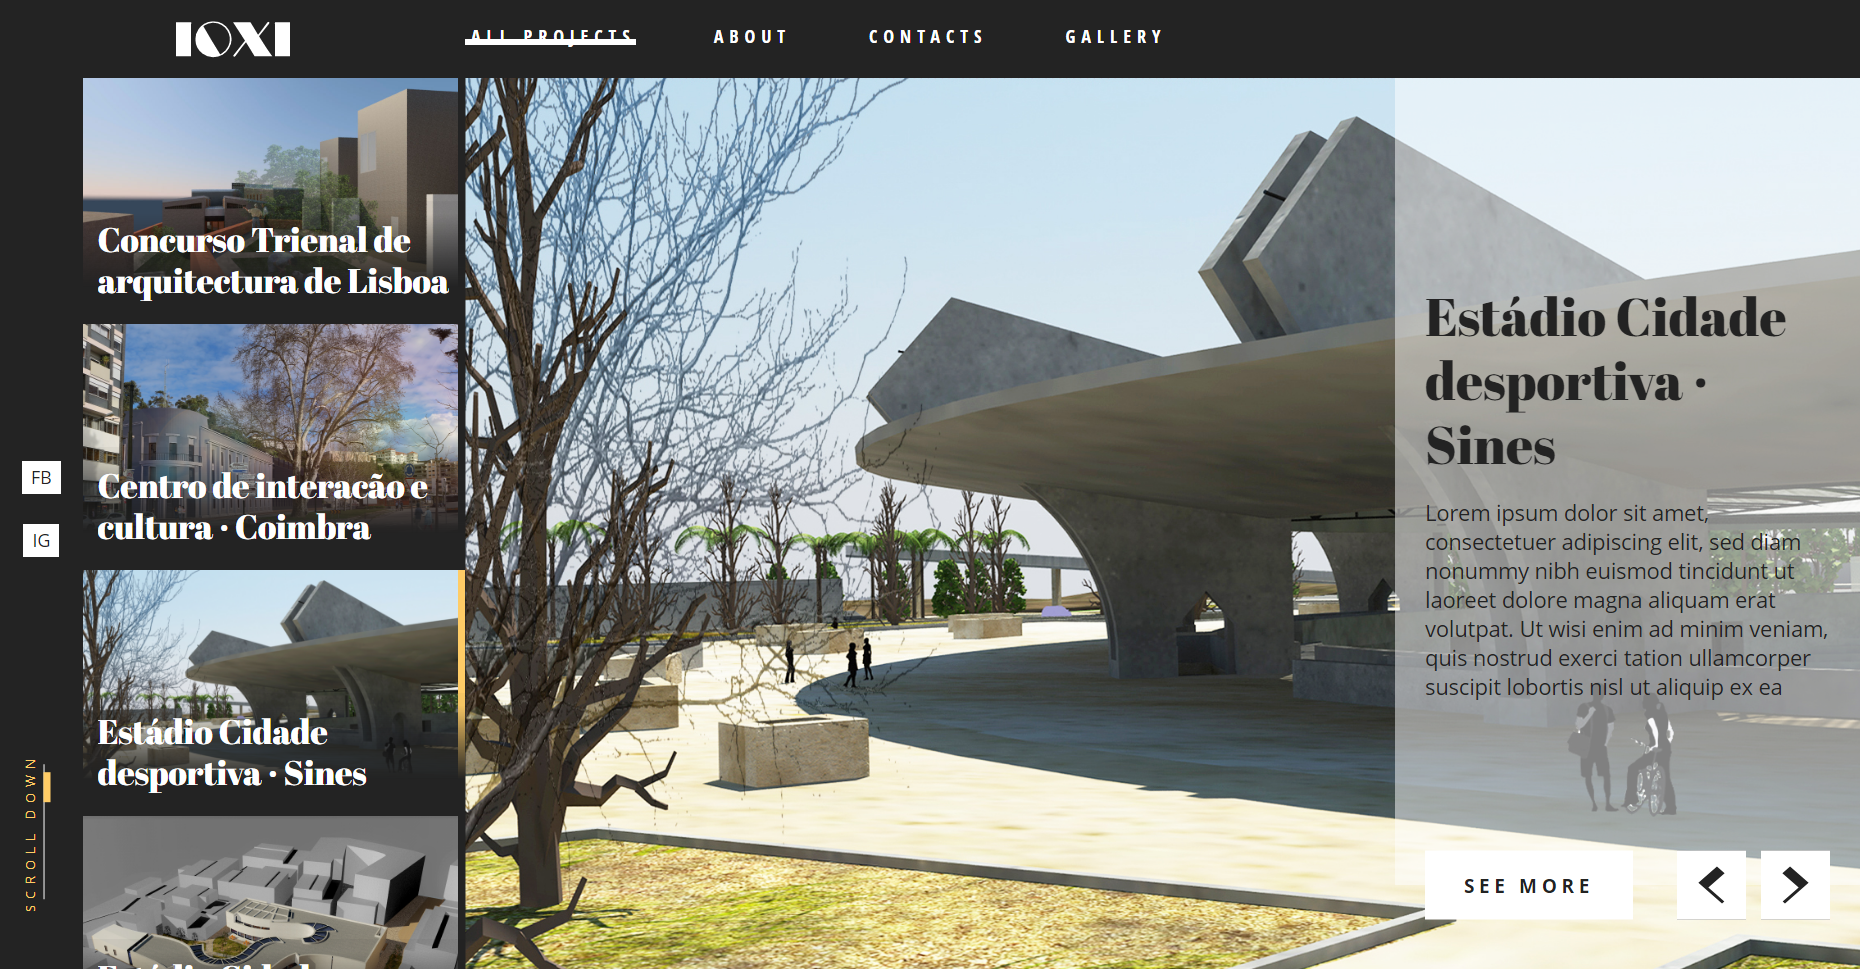 IOXI
ALL PROJECTS
ABOUT
CONTACTS
GALLERY
Concurso Trienal de
arquitectura de Lisboa
Centro de interacão e
cultura · Coimbra
Estádio Cidade
desportiva · Sines
FB
IG
SCROLL DOWN
Estádio Cidade
desportiva ·
Sines
Lorem ipsum dolor sit amet,
consectetuer adipiscing elit, sed diam
nonummy nibh euismod tincidunt ut
laoreet dolore magna aliquam erat
volutpat. Ut wisi enim ad minim veniam,
quis nostrud exerci tation ullamcorper
suscipit lobortis nisl ut aliquip ex ea
SEE MORE